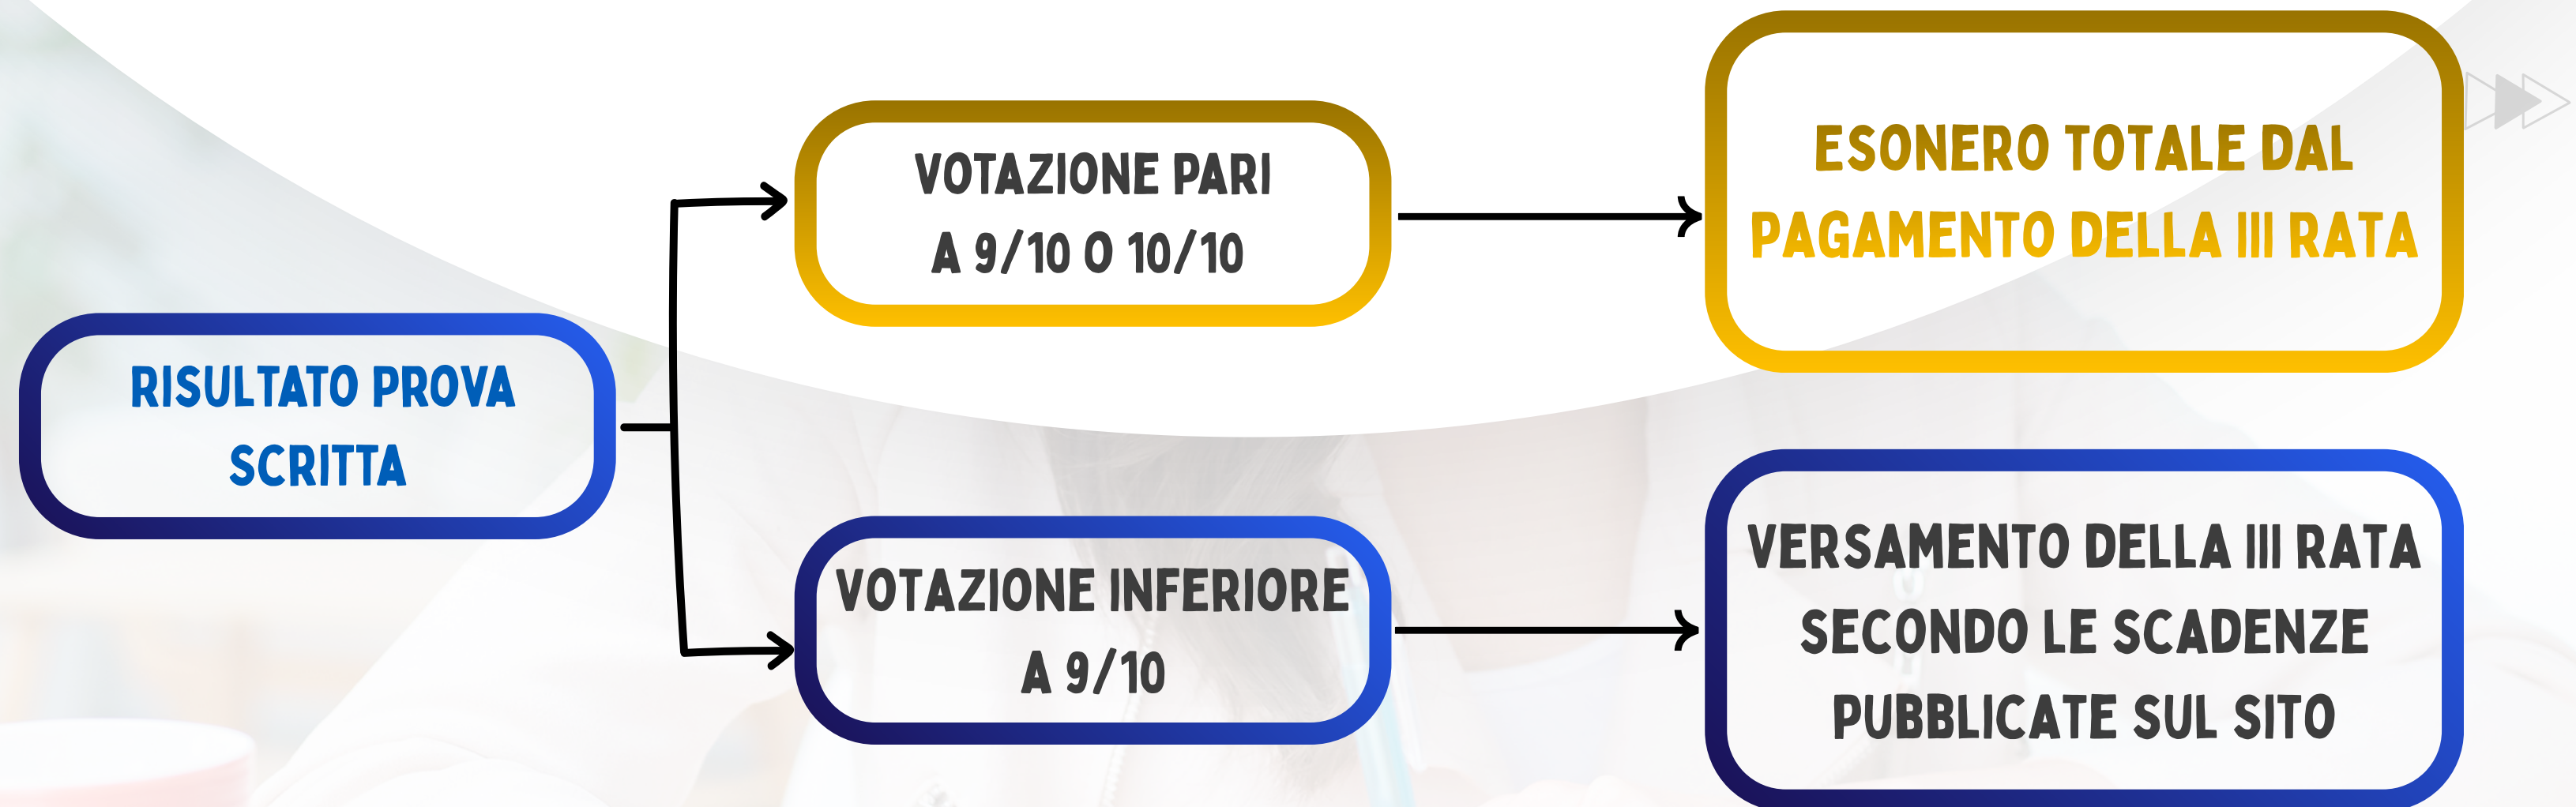 RISULTATO PROVA
SCRITTA
VOTAZIONE PARI
A 9/10 O 10/10
ESONERO TOTALE DAL
PAGAMENTO DELLA III RATA
VOTAZIONE INFERIORE
A 9/10
VERSAMENTO DELLA III RATA
SECONDO LE SCADENZE
PUBBLICATE SUL SITO